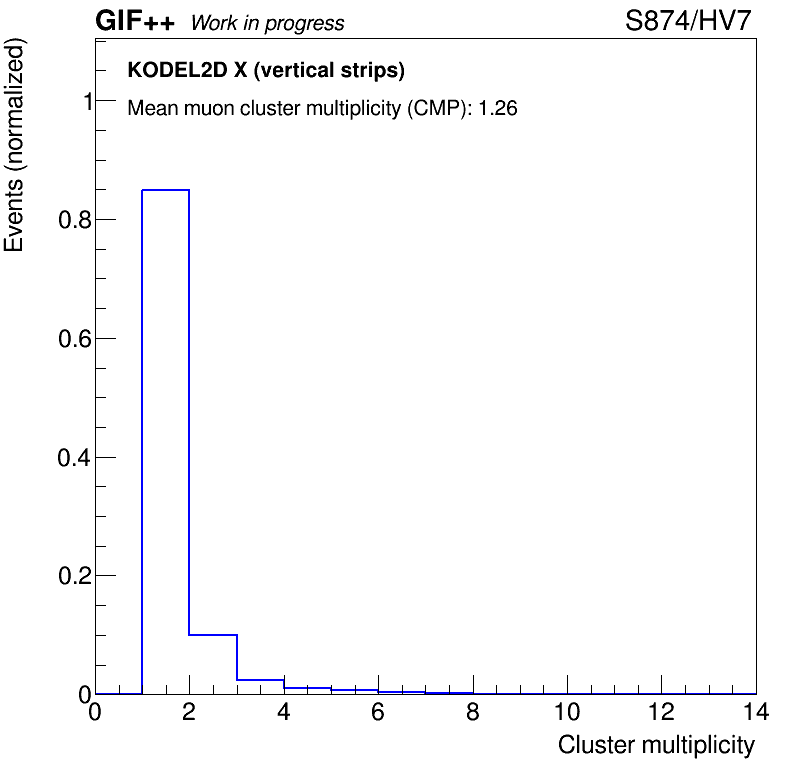 GIF++ Work in progress S874/HV7
KODEL2D X (vertical strips)
Mean muon cluster multiplicity (CMP): 1.26
Events (normalized)
1
0.8
0.6
0.4
0.2
0
0 2 4 6 8 10 12 14
Cluster multiplicity